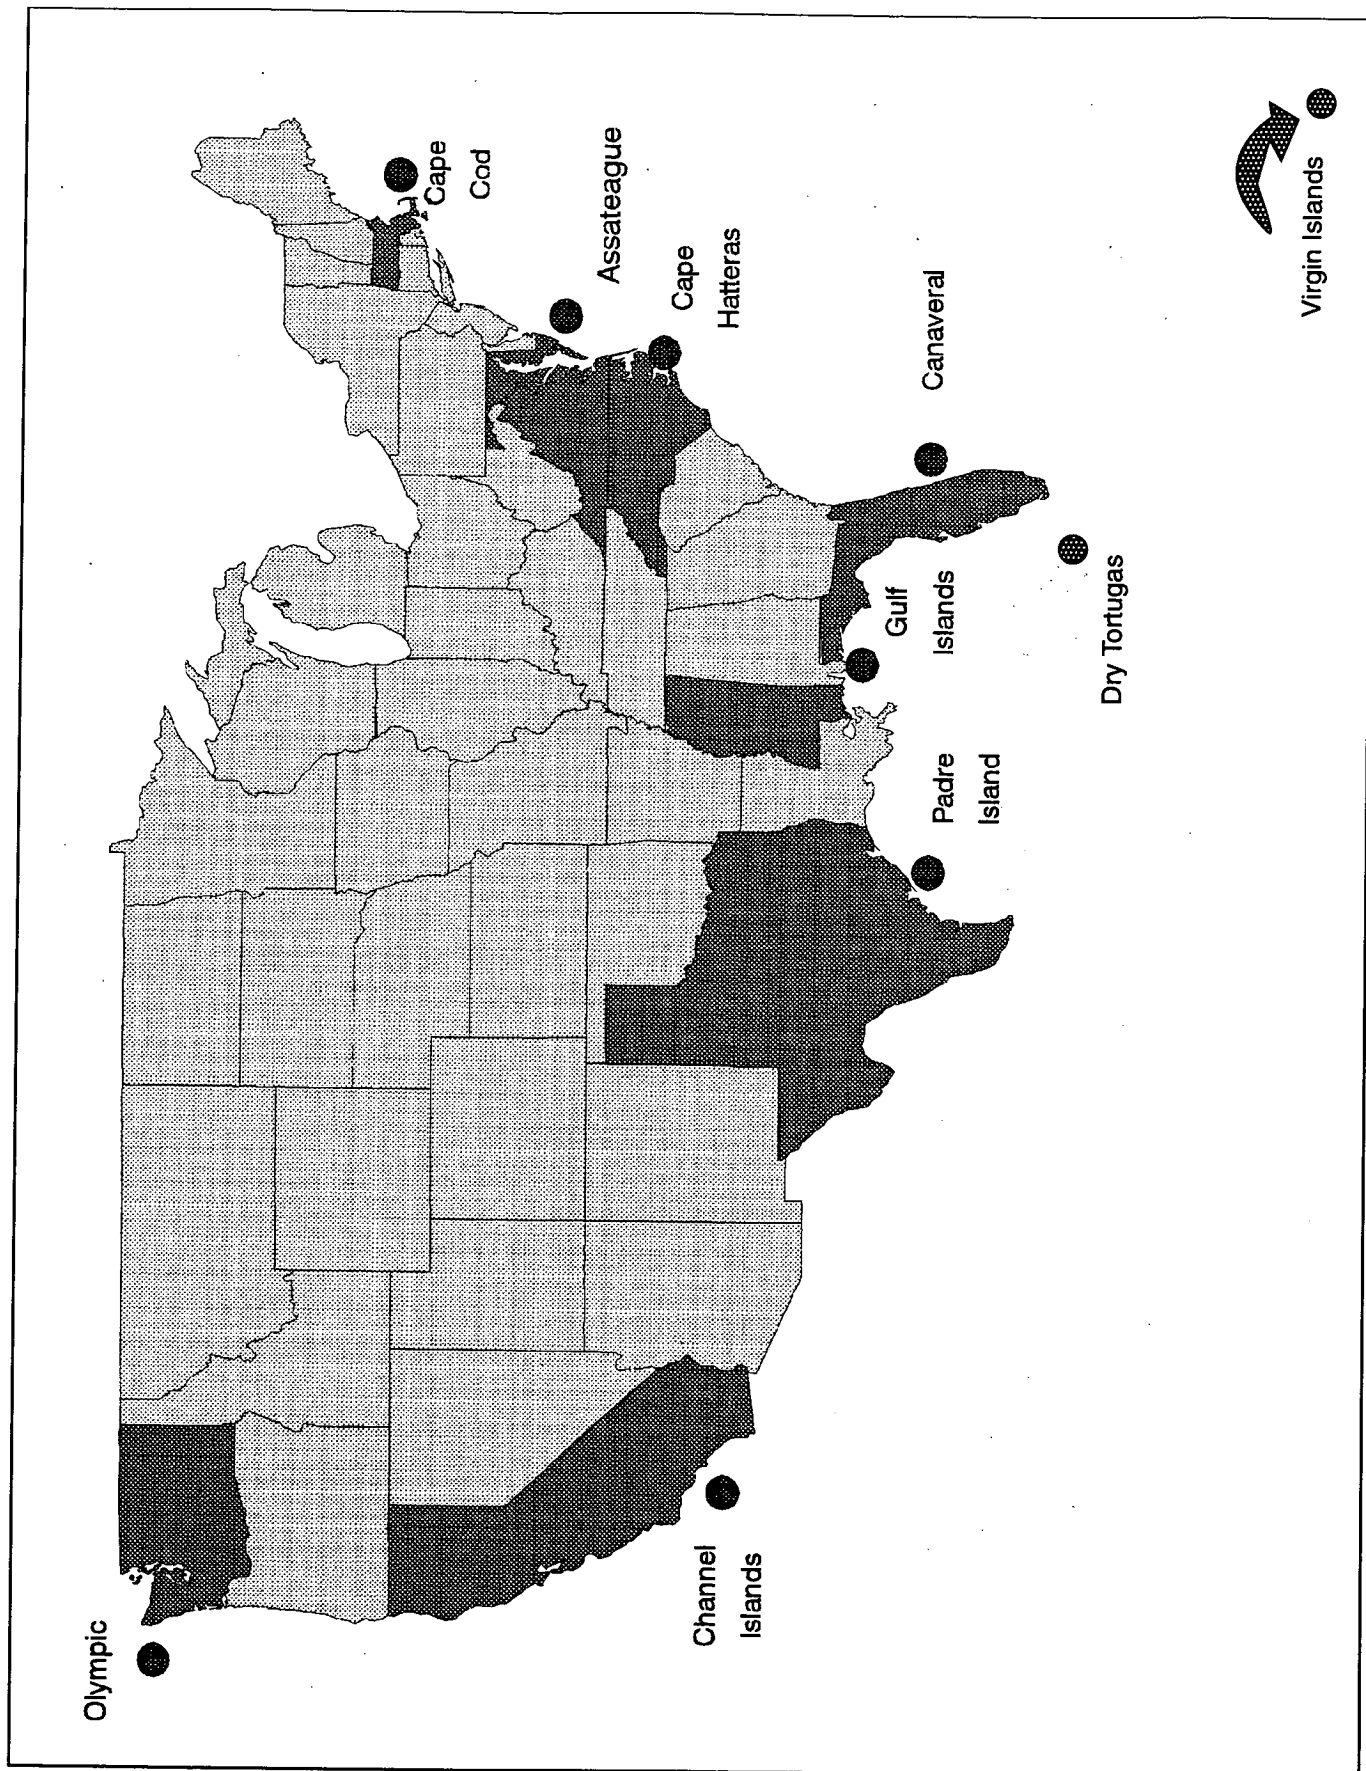 Olympic
Channel
Islands
Padre
Island
Gulf
Islands
Dry Tortugas
Canaveral
Cape
Hatteras
Assateague
Cape
Cod
Virgin Islands